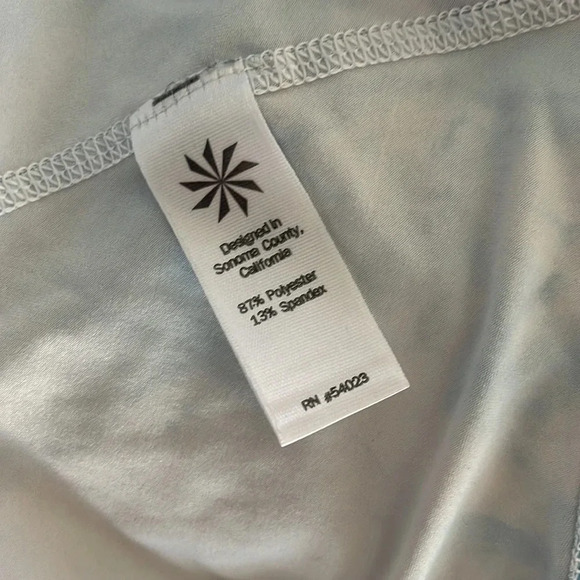 Designed in
Sonoma County,
California
87% Polyester
13% Spandex
RN #54023